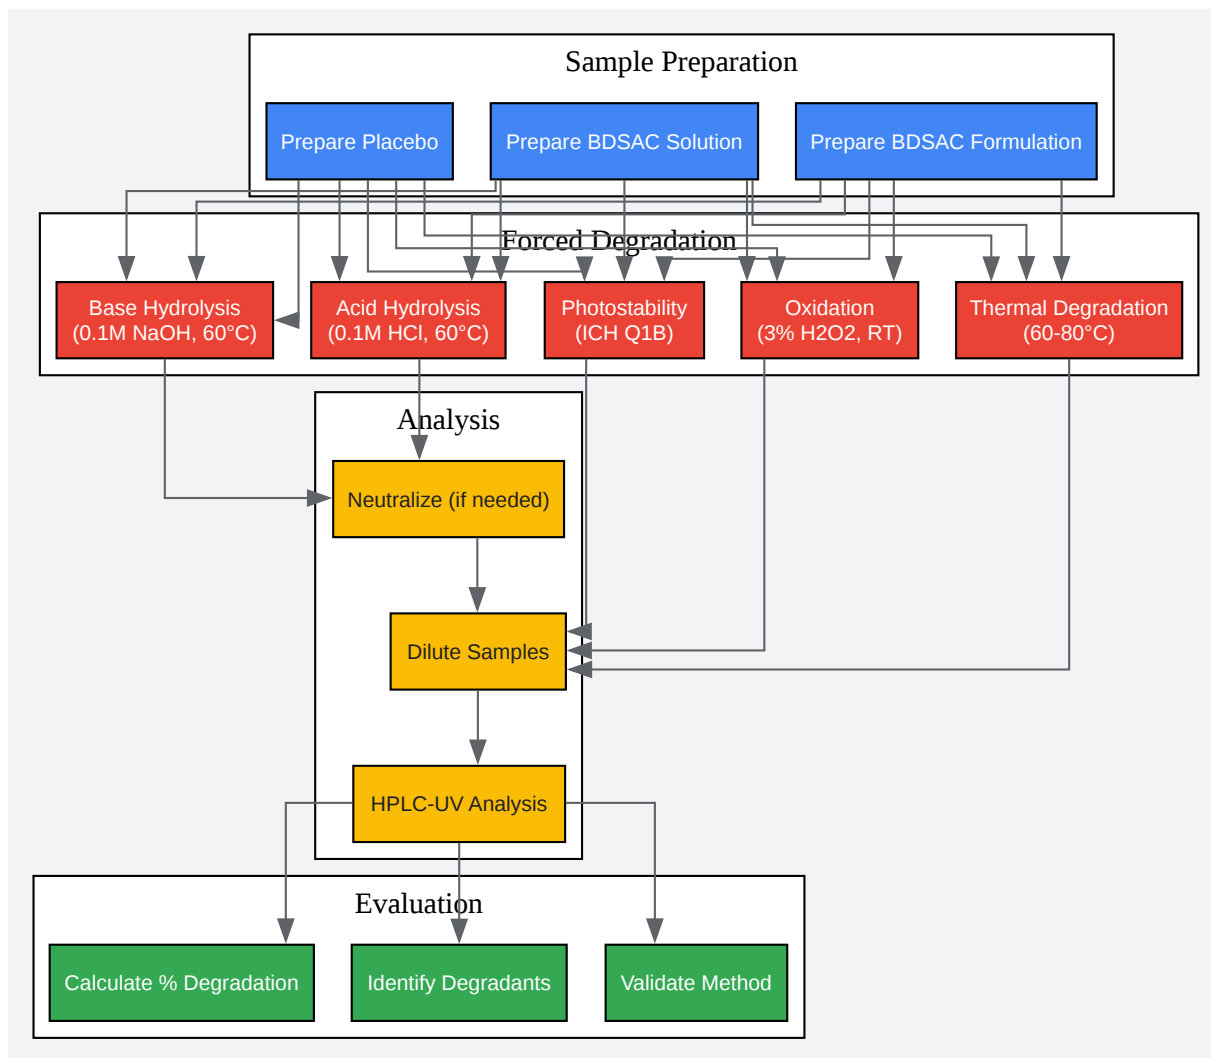 Sample Preparation
Prepare Placebo
Prepare BDSAC Solution
Prepare BDSAC Formulation
Forced Degradation
Base Hydrolysis
(0.1M NaOH, 60°C)
Acid Hydrolysis
(0.1M HCl, 60°C)
Photostability
(ICH Q1B)
Oxidation
(3% H2O2, RT)
Thermal Degradation
(60-80°C)
Analysis
Neutralize (if needed)
Dilute Samples
HPLC-UV Analysis
Evaluation
Calculate % Degradation
Identify Degradants
Validate Method